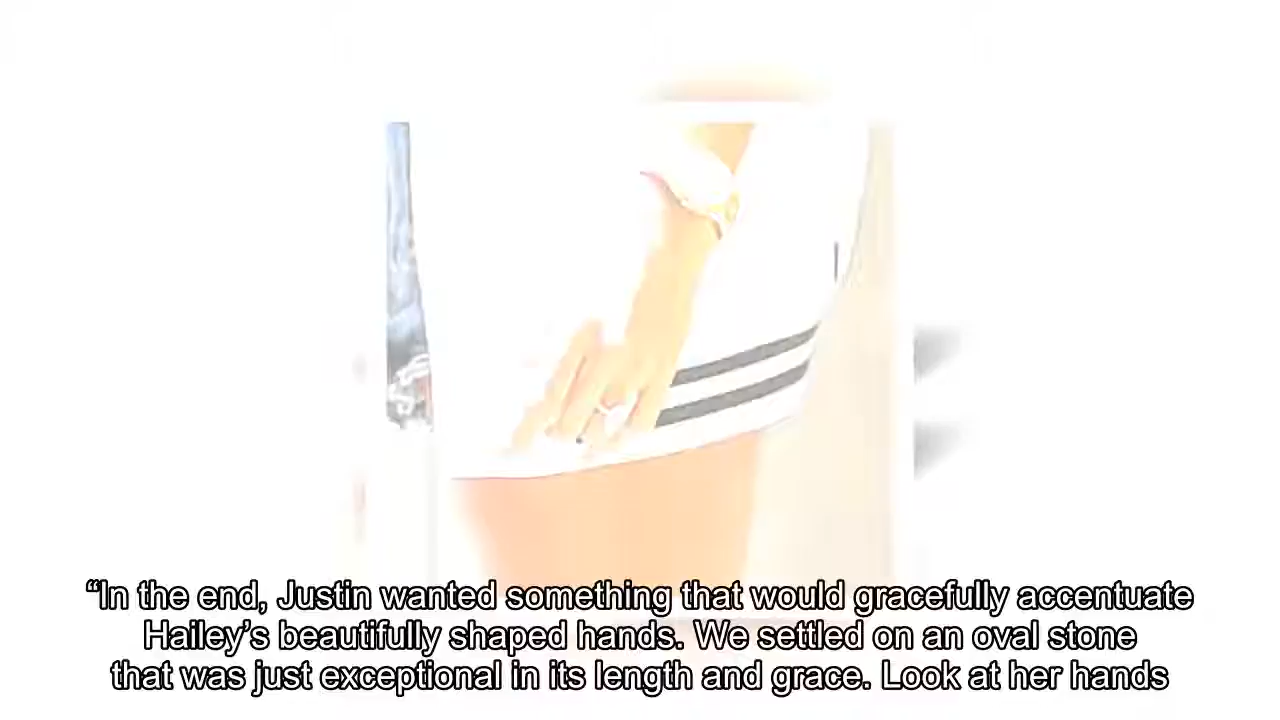 “In the end, Justin wanted something that would gracefully accentuate
Hailey’s beautifully shaped hands. We settled on an oval stone
that was just exceptional in its length and grace. Look at her hands